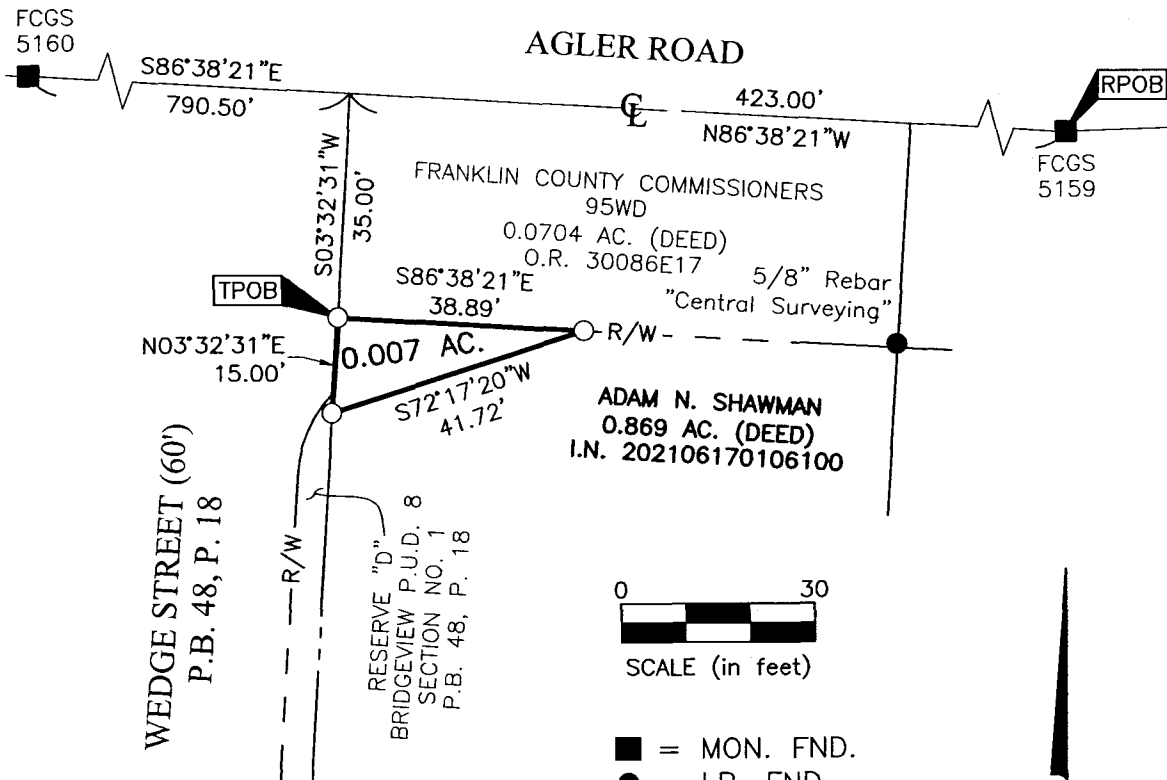 FCGS
5160
AGLER ROAD
S86°38'21"E
790.50'
CL
423.00'
N86°38'21"W
RPOB
FCGS
5159
S03°32'31"W
35.00'
FRANKLIN COUNTY COMMISSIONERS
95WD
0.0704 AC. (DEED)
O.R. 30086E17
5/8" Rebar
"Central Surveying"
TPOB
S86°38'21"E
38.89'
R/W
N03°32'31"E
15.00'
0.007 AC.
S72°17'20"W
41.72'
ADAM N. SHAWMAN
0.869 AC. (DEED)
I.N. 202106170106100
WEDGE STREET (60')
P.B. 48, P. 18
R/W
RESERVE "D"
BRIDGEVIEW P.U.D. 8
SECTION NO. 1
P.B. 48, P. 18
0 30
SCALE (in feet)
= MON. FND.